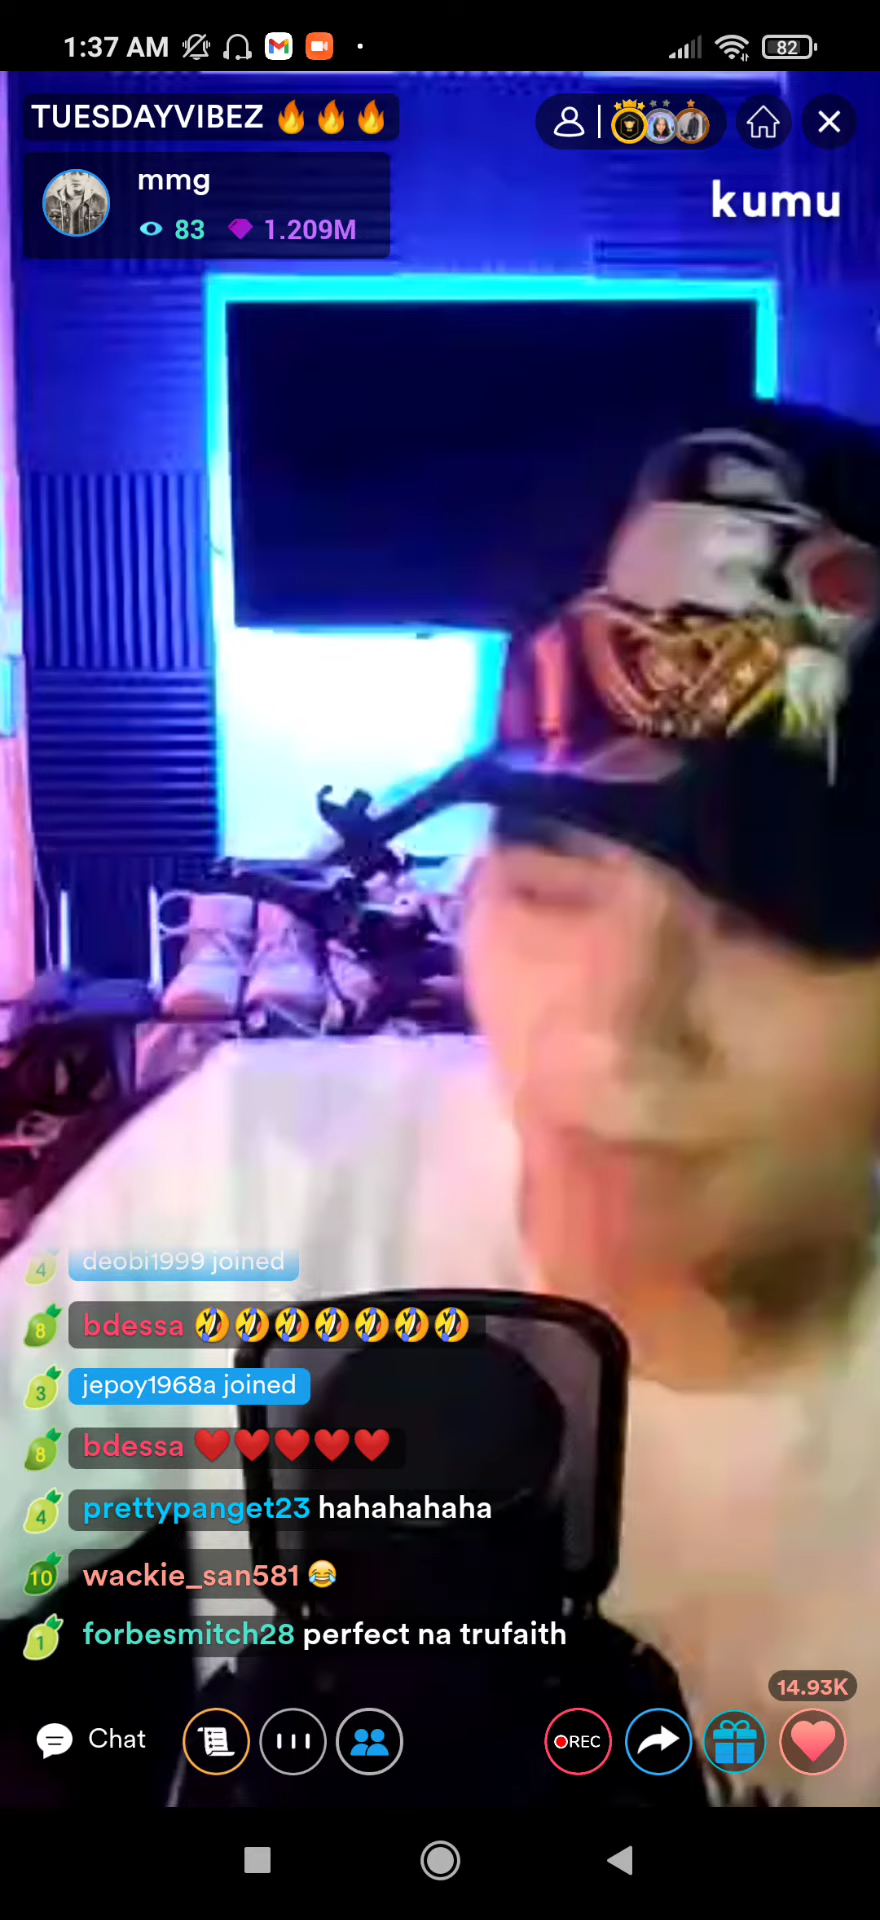 1:37 AM
82
TUESDAYVIBEZ 🔥🔥🔥
mmg
83 1.209M
kumu
4 deobi1999 joined
8 bdessa 🤣🤣🤣🤣🤣🤣🤣
3 jepoy1968a joined
8 bdessa ❤️❤️❤️❤️❤️
4 prettypanget23 hahahahaha
10 wackie_san581 😂
1 forbesmitch28 perfect na trufaith
14.93K
Chat
REC